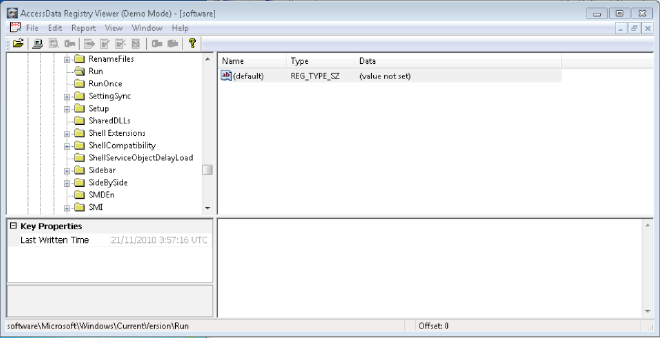 AccessData Registry Viewer (Demo Mode) - [software]
File Edit Report View Window Help
RenameFiles
Run
RunOnce
SettingSync
Setup
SharedDLLs
Shell Extensions
ShellCompatibility
ShellServiceObjectDelayLoad
Sidebar
SideBySide
SMDEn
SMI
Name Type Data
ab (default) REG_TYPE_SZ (value not set)
Key Properties
Last Written Time 21/11/2010 3:57:16 UTC
software\Microsoft\Windows\CurrentVersion\Run Offset: 0